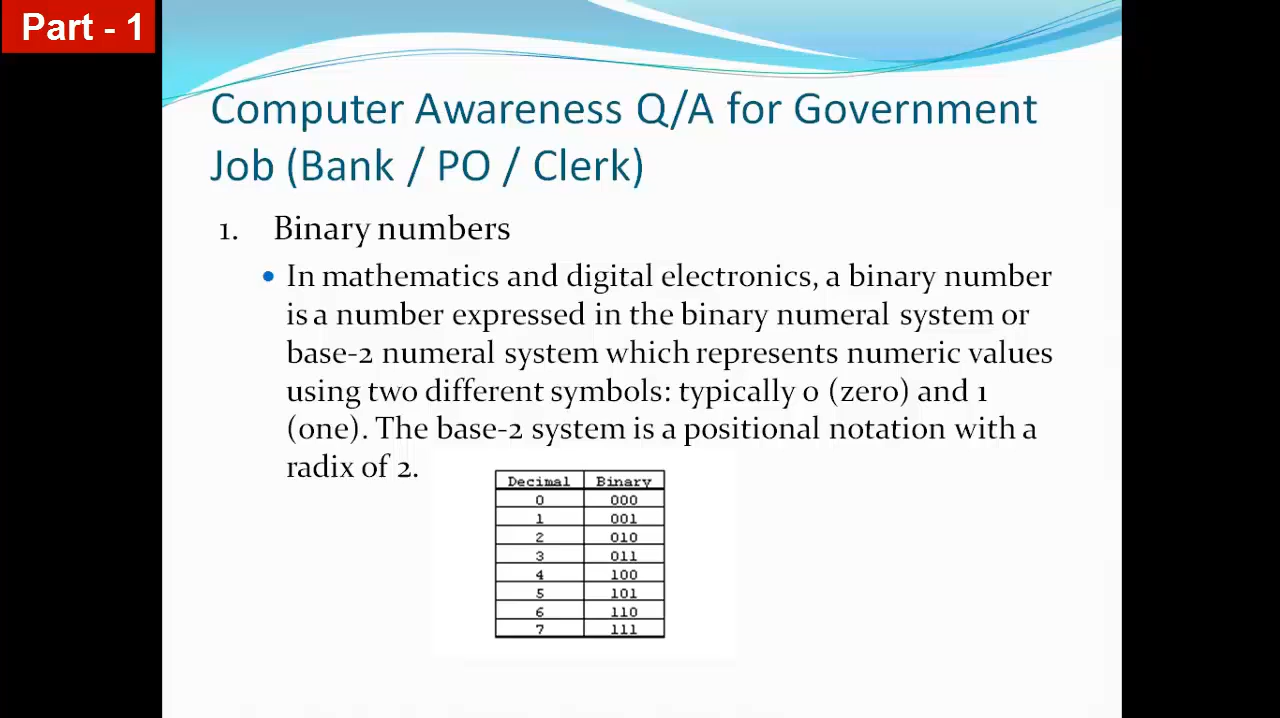 Part - 1
Computer Awareness Q/A for Government
Job (Bank / PO / Clerk)
1. Binary numbers
• In mathematics and digital electronics, a binary number
is a number expressed in the binary numeral system or
base-2 numeral system which represents numeric values
using two different symbols: typically 0 (zero) and 1
(one). The base-2 system is a positional notation with a
radix of 2.
Decimal Binary
0 000
1 001
2 010
3 011
4 100
5 101
6 110
7 111